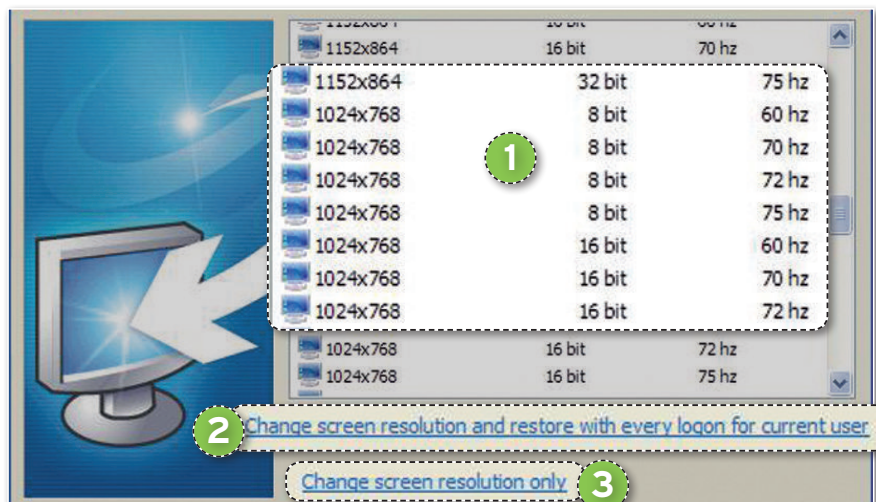 1152x864 16 bit 70 hz
1152x864 32 bit 75 hz
1024x768 8 bit 60 hz
1024x768 8 bit 70 hz
1
1024x768 8 bit 72 hz
1024x768 8 bit 75 hz
1024x768 16 bit 60 hz
1024x768 16 bit 70 hz
1024x768 16 bit 72 hz
1024x768 16 bit 72 hz
1024x768 16 bit 75 hz
2 Change screen resolution and restore with every logon for current user
Change screen resolution only 3